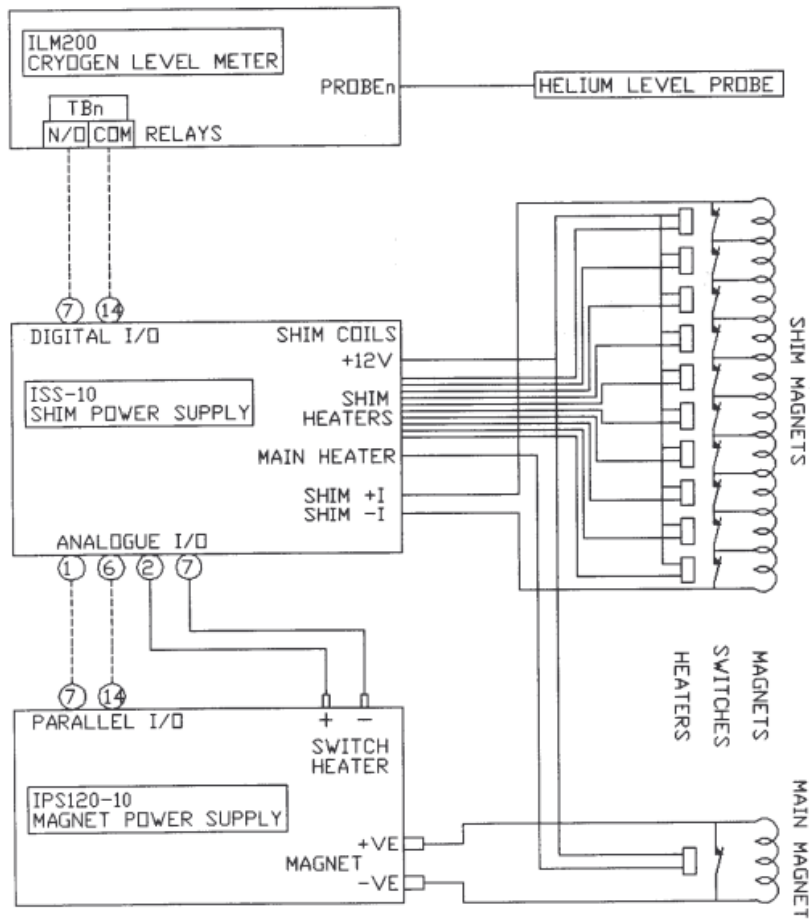 ILM200
CRYOGEN LEVEL METER
PROBEn
HELIUM LEVEL PROBE
TBn
N/O COM RELAYS
7 14
DIGITAL I/O
SHIM COILS
+12V
ISS-10
SHIM POWER SUPPLY
SHIM
HEATERS
MAIN HEATER
SHIM +I
SHIM -I
ANALOGUE I/O
1 6 2 7
SHIM MAGNETS
7 14
+ -
PARALLEL I/O
SWITCH
HEATER
HEATERS
SWITCHES
MAGNETS
IPS120-10
MAGNET POWER SUPPLY
+VE
MAGNET
-VE
MAIN MAGNET